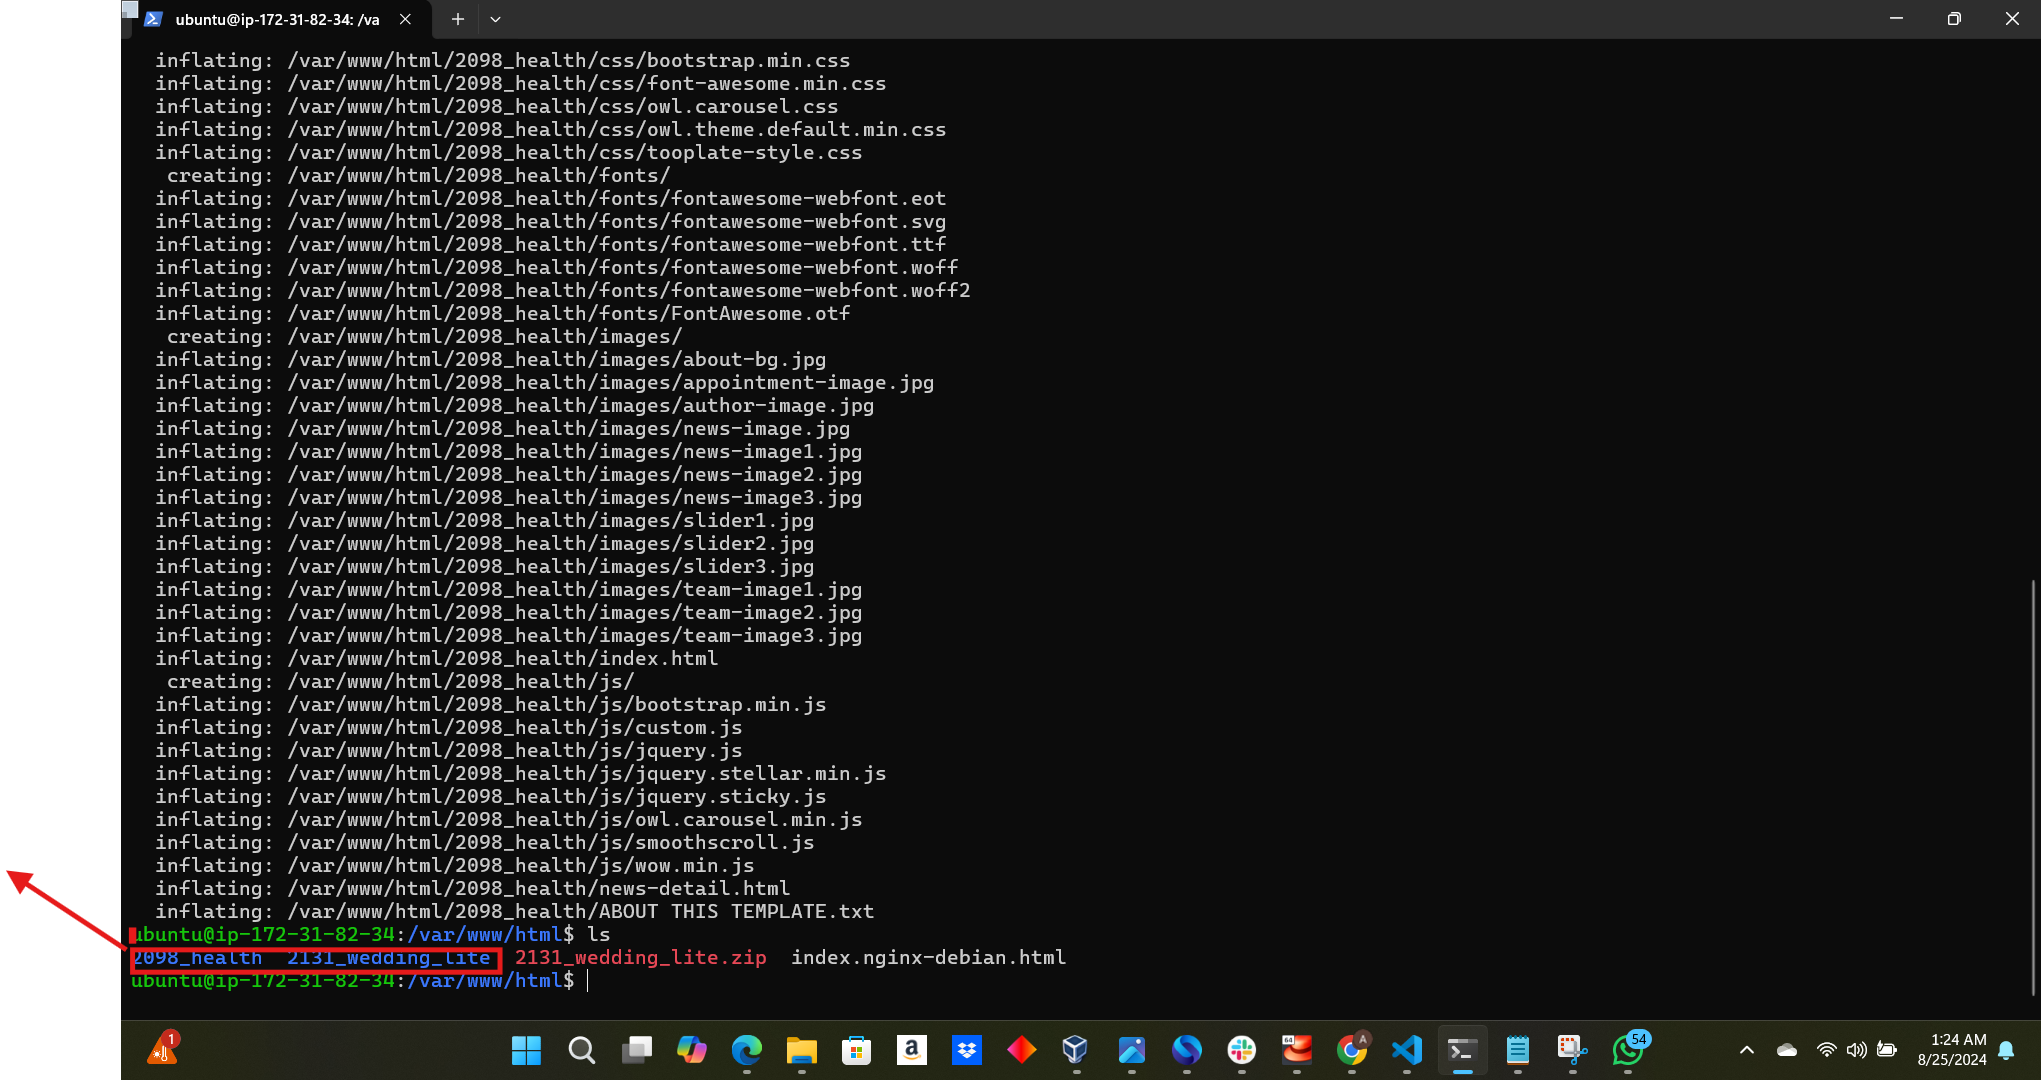 ubuntu@ip-172-31-82-34: /va
inflating: /var/www/html/2098_health/css/bootstrap.min.css
inflating: /var/www/html/2098_health/css/font-awesome.min.css
inflating: /var/www/html/2098_health/css/owl.carousel.css
inflating: /var/www/html/2098_health/css/owl.theme.default.min.css
inflating: /var/www/html/2098_health/css/tooplate-style.css
creating: /var/www/html/2098_health/fonts/
inflating: /var/www/html/2098_health/fonts/fontawesome-webfont.eot
inflating: /var/www/html/2098_health/fonts/fontawesome-webfont.svg
inflating: /var/www/html/2098_health/fonts/fontawesome-webfont.ttf
inflating: /var/www/html/2098_health/fonts/fontawesome-webfont.woff
inflating: /var/www/html/2098_health/fonts/fontawesome-webfont.woff2
inflating: /var/www/html/2098_health/fonts/FontAwesome.otf
creating: /var/www/html/2098_health/images/
inflating: /var/www/html/2098_health/images/about-bg.jpg
inflating: /var/www/html/2098_health/images/appointment-image.jpg
inflating: /var/www/html/2098_health/images/author-image.jpg
inflating: /var/www/html/2098_health/images/news-image.jpg
inflating: /var/www/html/2098_health/images/news-image1.jpg
inflating: /var/www/html/2098_health/images/news-image2.jpg
inflating: /var/www/html/2098_health/images/news-image3.jpg
inflating: /var/www/html/2098_health/images/slider1.jpg
inflating: /var/www/html/2098_health/images/slider2.jpg
inflating: /var/www/html/2098_health/images/slider3.jpg
inflating: /var/www/html/2098_health/images/team-image1.jpg
inflating: /var/www/html/2098_health/images/team-image2.jpg
inflating: /var/www/html/2098_health/images/team-image3.jpg
inflating: /var/www/html/2098_health/index.html
creating: /var/www/html/2098_health/js/
inflating: /var/www/html/2098_health/js/bootstrap.min.js
inflating: /var/www/html/2098_health/js/custom.js
inflating: /var/www/html/2098_health/js/jquery.js
inflating: /var/www/html/2098_health/js/jquery.stellar.min.js
inflating: /var/www/html/2098_health/js/jquery.sticky.js
inflating: /var/www/html/2098_health/js/owl.carousel.min.js
inflating: /var/www/html/2098_health/js/smoothscroll.js
inflating: /var/www/html/2098_health/js/wow.min.js
inflating: /var/www/html/2098_health/news-detail.html
inflating: /var/www/html/2098_health/ABOUT THIS TEMPLATE.txt
ubuntu@ip-172-31-82-34:/var/www/html$ ls
2098_health 2131_wedding_lite 2131_wedding_lite.zip index.nginx-debian.html
ubuntu@ip-172-31-82-34:/var/www/html$
1
a
64
A
54
1:24 AM
8/25/2024